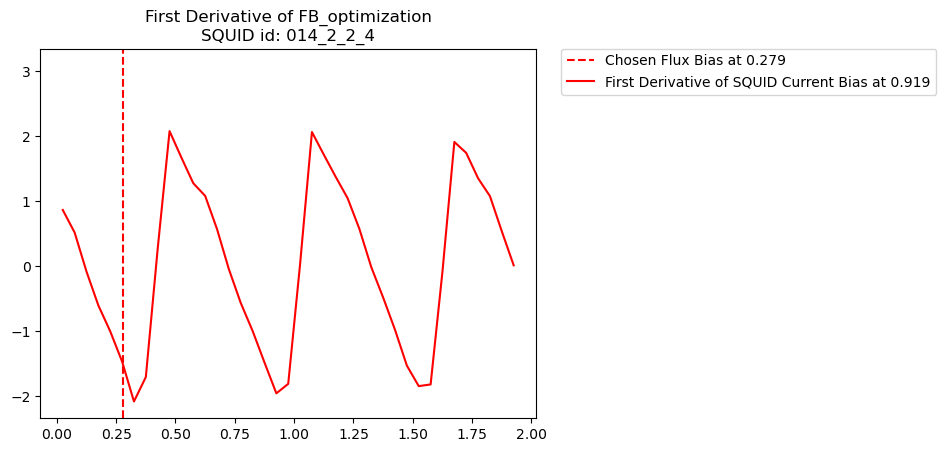 First Derivative of FB_optimization
SQUID id: 014_2_2_4
Chosen Flux Bias at 0.279
First Derivative of SQUID Current Bias at 0.919
3
2
1
0
−1
−2
0.00 0.25 0.50 0.75 1.00 1.25 1.50 1.75 2.00